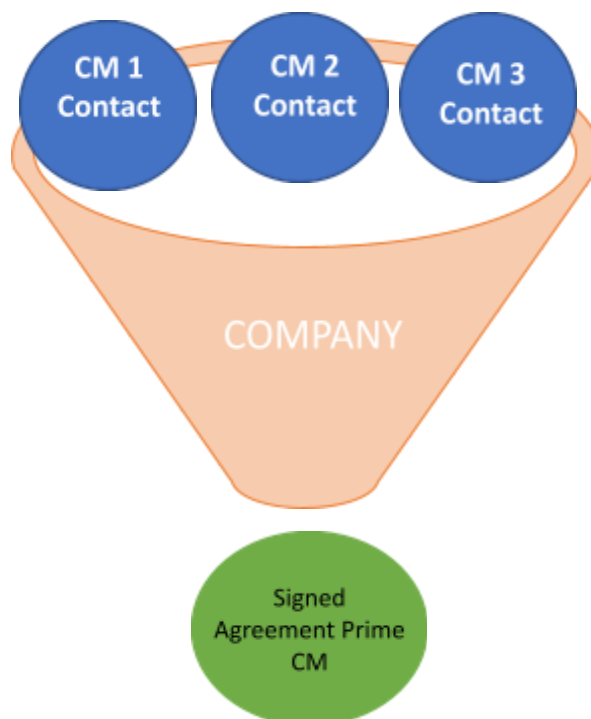 CM 1
Contact
CM 2
Contact
CM 3
Contact
COMPANY
Signed
Agreement Prime
CM